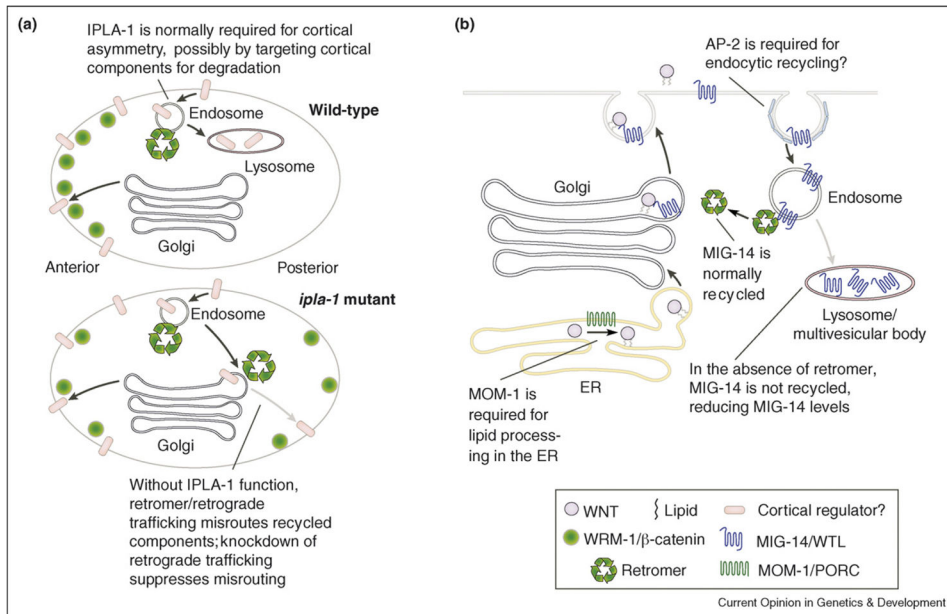 (a)
IPLA-1 is normally required for cortical
asymmetry, possibly by targeting cortical
components for degradation
Endosome
Wild-type
Lysosome
Golgi
Anterior
Posterior
ipla-1 mutant
Endosome
Golgi
Without IPLA-1 function,
retromer/retrograde
trafficking misroutes recycled
components; knockdown of
retrograde trafficking
suppresses misrouting
(b)
AP-2 is required for
endocytic recycling?
Golgi
Endosome
MIG-14 is
normally
recycled
Lysosome/
multivesicular body
ER
MOM-1 is
required for
lipid process-
ing in the ER
In the absence of retromer,
MIG-14 is not recycled,
reducing MIG-14 levels
WNT
Lipid
Cortical regulator?
WRM-1/β-catenin
MIG-14/WTL
Retromer
MOM-1/PORC
Current Opinion in Genetics & Development